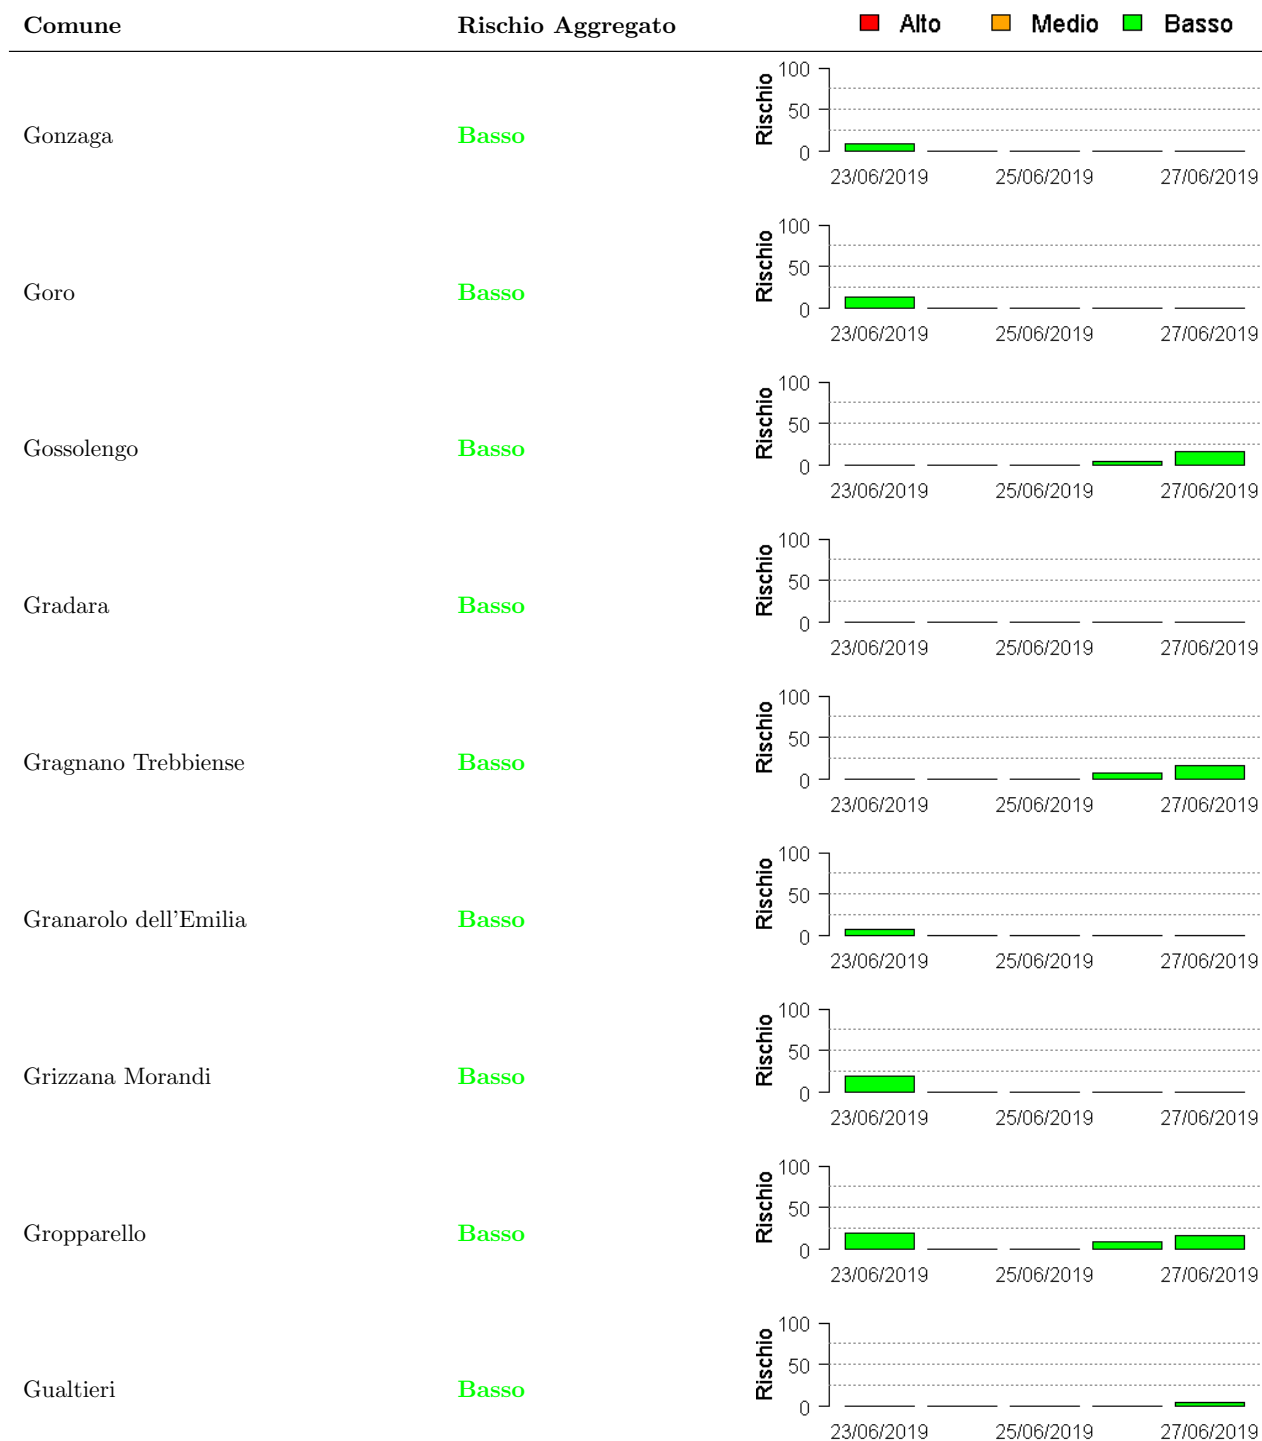 Comune Rischio Aggregato Alto Medio Basso
Gonzaga Basso Rischio 100 50 0
23/06/2019 25/06/2019 27/06/2019
Goro Basso Rischio 100 50 0
23/06/2019 25/06/2019 27/06/2019
Gossolengo Basso Rischio 100 50 0
23/06/2019 25/06/2019 27/06/2019
Gradara Basso Rischio 100 50 0
23/06/2019 25/06/2019 27/06/2019
Gragnano Trebbiense Basso Rischio 100 50 0
23/06/2019 25/06/2019 27/06/2019
Granarolo dell'Emilia Basso Rischio 100 50 0
23/06/2019 25/06/2019 27/06/2019
Grizzana Morandi Basso Rischio 100 50 0
23/06/2019 25/06/2019 27/06/2019
Gropparello Basso Rischio 100 50 0
23/06/2019 25/06/2019 27/06/2019
Gualtieri Basso Rischio 100 50 0
23/06/2019 25/06/2019 27/06/2019